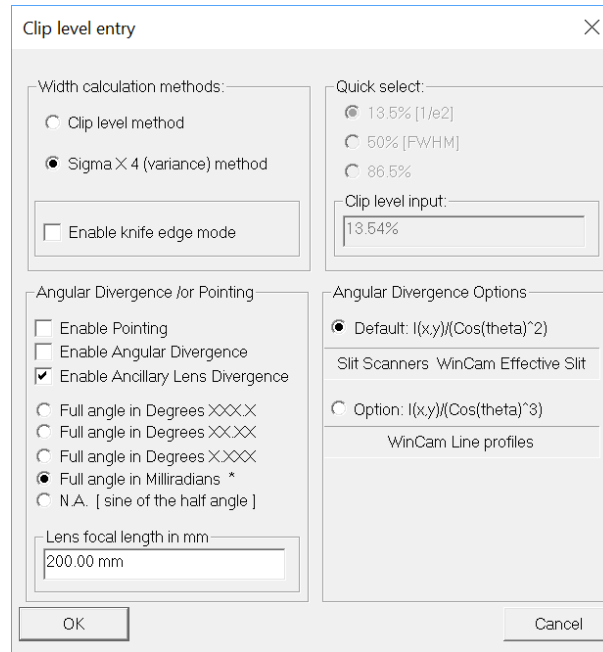 Clip level entry
Width calculation methods:
Clip level method
Sigma X 4 (variance) method
Enable knife edge mode
Quick select:
13.5% [1/e2]
50% [FWHM]
86.5%
Clip level input:
13.54%
Angular Divergence /or Pointing
Enable Pointing
Enable Angular Divergence
Enable Ancillary Lens Divergence
Full angle in Degrees XXX.X
Full angle in Degrees XX.XX
Full angle in Degrees X.XXX
Full angle in Milliradians *
N.A. [ sine of the half angle ]
Lens focal length in mm
200.00 mm
Angular Divergence Options
Default: I(x,y)/(Cos(theta)^2)
Slit Scanners WinCam Effective Slit
Option: I(x,y)/(Cos(theta)^3)
WinCam Line profiles
OK
Cancel